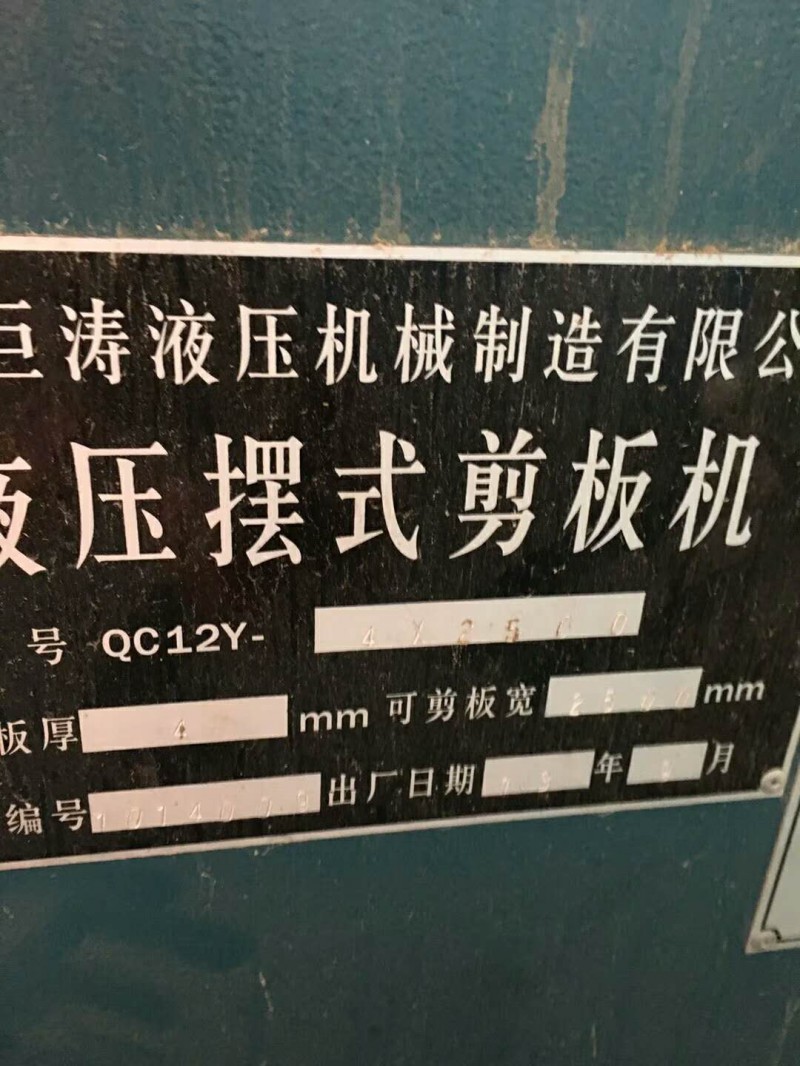 巨涛液压机械制造有限公
液压摆式剪板机
号 QC12Y- 4X2500
板厚 4 mm 可剪板宽 2500 mm
编号 出厂日期 年 月